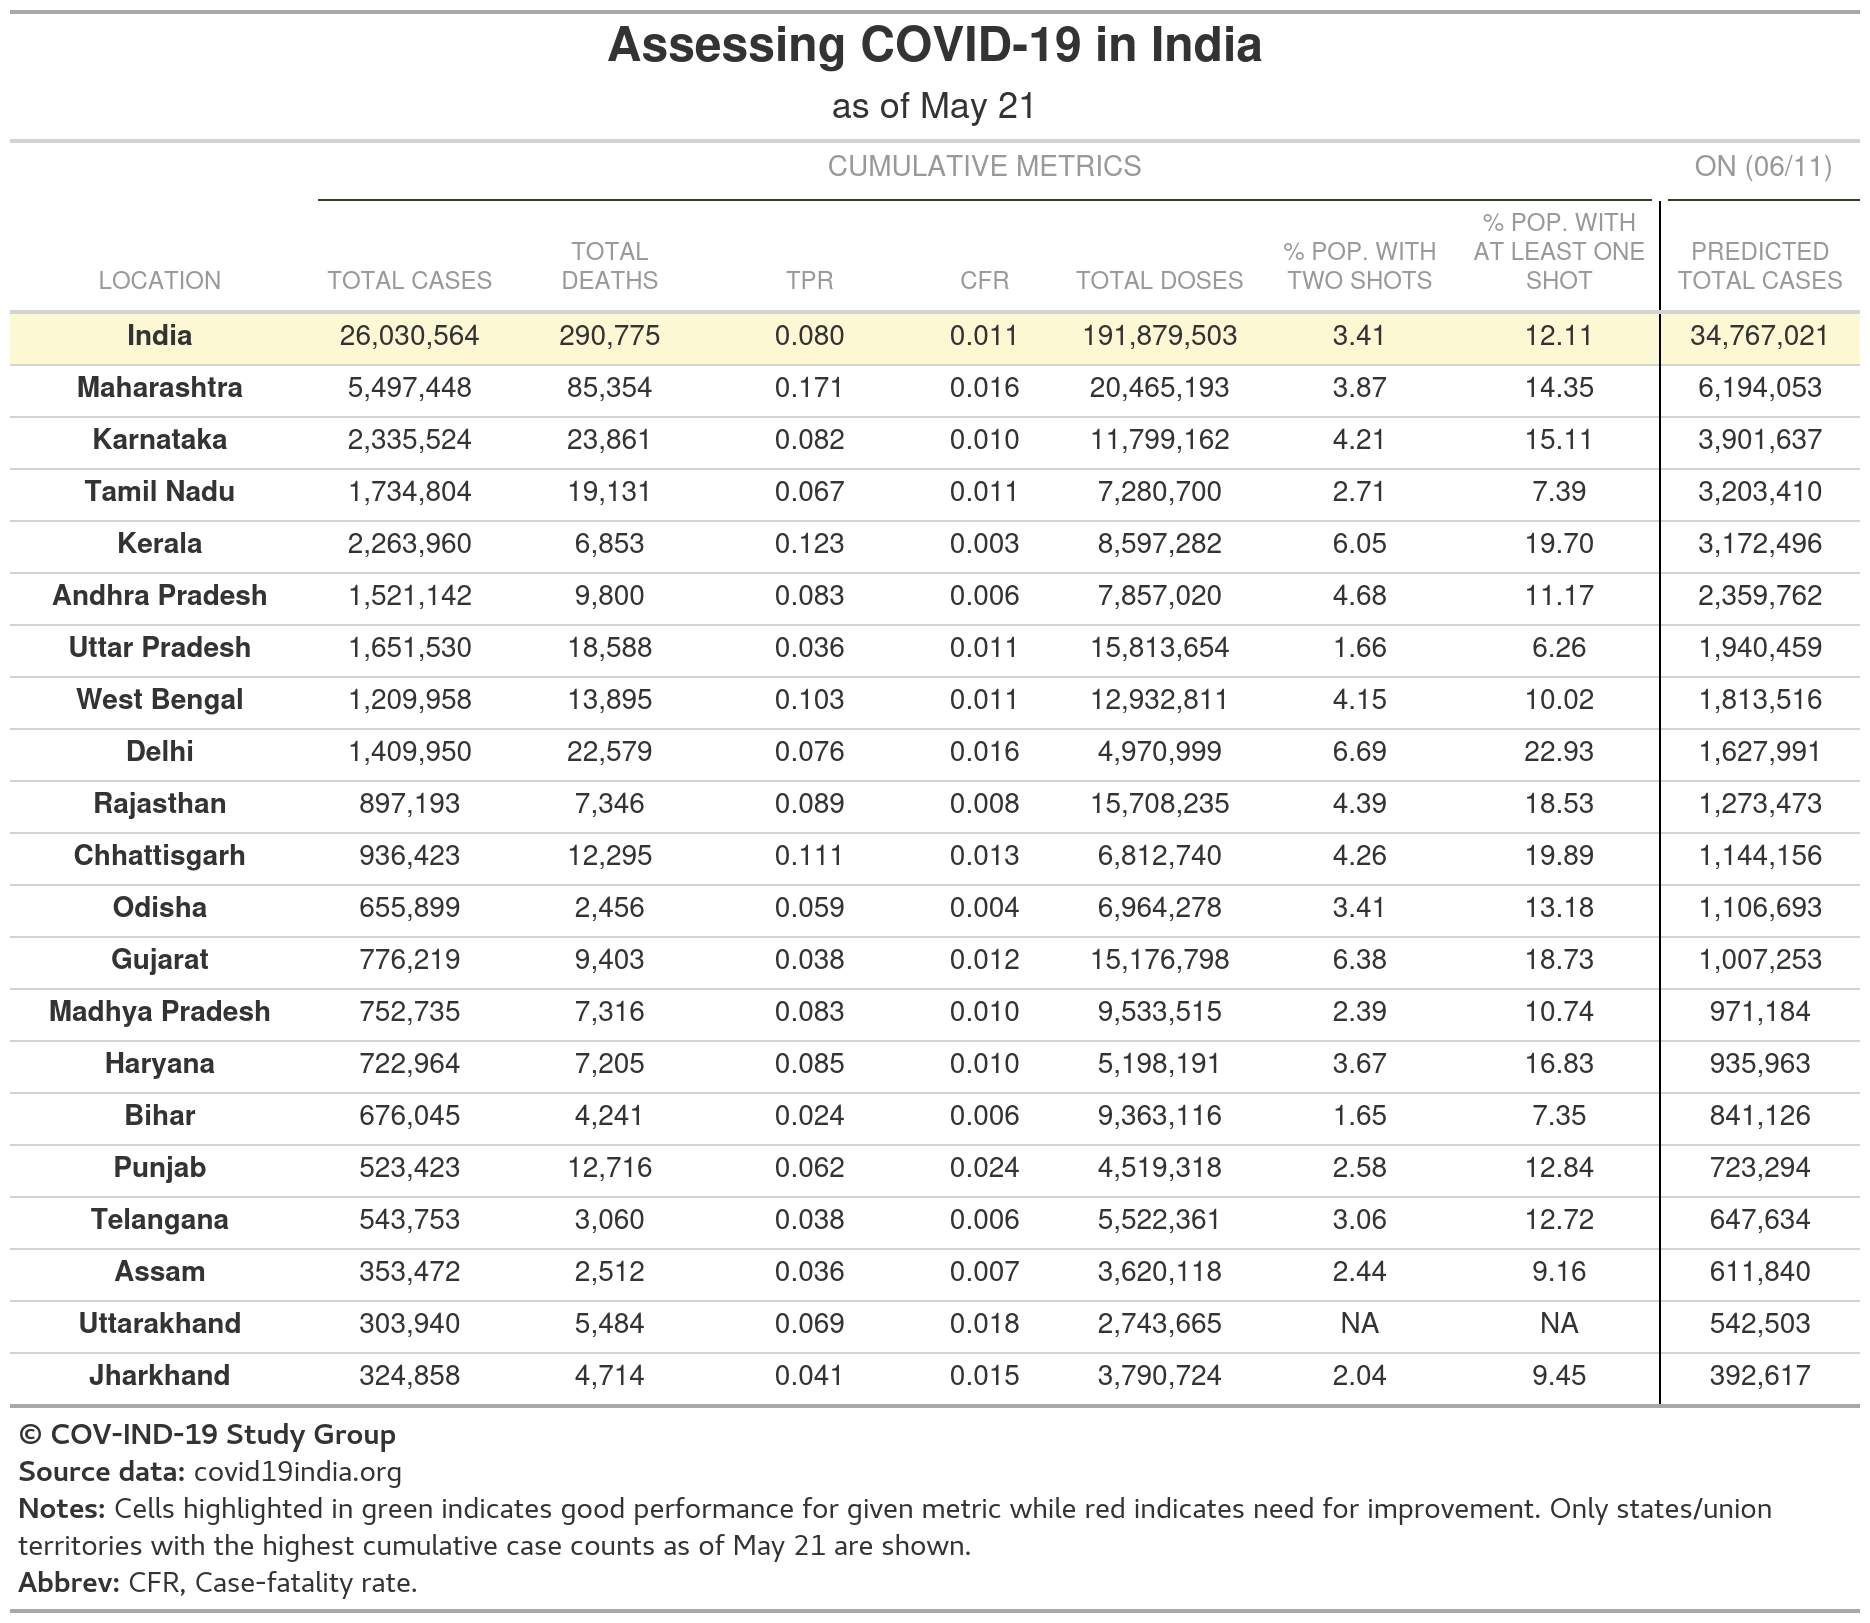 Assessing COVID-19 in India
as of May 21
CUMULATIVE METRICS ON (06/11)
LOCATION TOTAL CASES TOTAL DEATHS TPR CFR TOTAL DOSES % POP. WITH TWO SHOTS % POP. WITH AT LEAST ONE SHOT PREDICTED TOTAL CASES
India 26,030,564 290,775 0.080 0.011 191,879,503 3.41 12.11 34,767,021
Maharashtra 5,497,448 85,354 0.171 0.016 20,465,193 3.87 14.35 6,194,053
Karnataka 2,335,524 23,861 0.082 0.010 11,799,162 4.21 15.11 3,901,637
Tamil Nadu 1,734,804 19,131 0.067 0.011 7,280,700 2.71 7.39 3,203,410
Kerala 2,263,960 6,853 0.123 0.003 8,597,282 6.05 19.70 3,172,496
Andhra Pradesh 1,521,142 9,800 0.083 0.006 7,857,020 4.68 11.17 2,359,762
Uttar Pradesh 1,651,530 18,588 0.036 0.011 15,813,654 1.66 6.26 1,940,459
West Bengal 1,209,958 13,895 0.103 0.011 12,932,811 4.15 10.02 1,813,516
Delhi 1,409,950 22,579 0.076 0.016 4,970,999 6.69 22.93 1,627,991
Rajasthan 897,193 7,346 0.089 0.008 15,708,235 4.39 18.53 1,273,473
Chhattisgarh 936,423 12,295 0.111 0.013 6,812,740 4.26 19.89 1,144,156
Odisha 655,899 2,456 0.059 0.004 6,964,278 3.41 13.18 1,106,693
Gujarat 776,219 9,403 0.038 0.012 15,176,798 6.38 18.73 1,007,253
Madhya Pradesh 752,735 7,316 0.083 0.010 9,533,515 2.39 10.74 971,184
Haryana 722,964 7,205 0.085 0.010 5,198,191 3.67 16.83 935,963
Bihar 676,045 4,241 0.024 0.006 9,363,116 1.65 7.35 841,126
Punjab 523,423 12,716 0.062 0.024 4,519,318 2.58 12.84 723,294
Telangana 543,753 3,060 0.038 0.006 5,522,361 3.06 12.72 647,634
Assam 353,472 2,512 0.036 0.007 3,620,118 2.44 9.16 611,840
Uttarakhand 303,940 5,484 0.069 0.018 2,743,665 NA NA 542,503
Jharkhand 324,858 4,714 0.041 0.015 3,790,724 2.04 9.45 392,617
© COV-IND-19 Study Group
Source data: covid19india.org
Notes: Cells highlighted in green indicates good performance for given metric while red indicates need for improvement. Only states/union
territories with the highest cumulative case counts as of May 21 are shown.
Abbrev: CFR, Case-fatality rate.